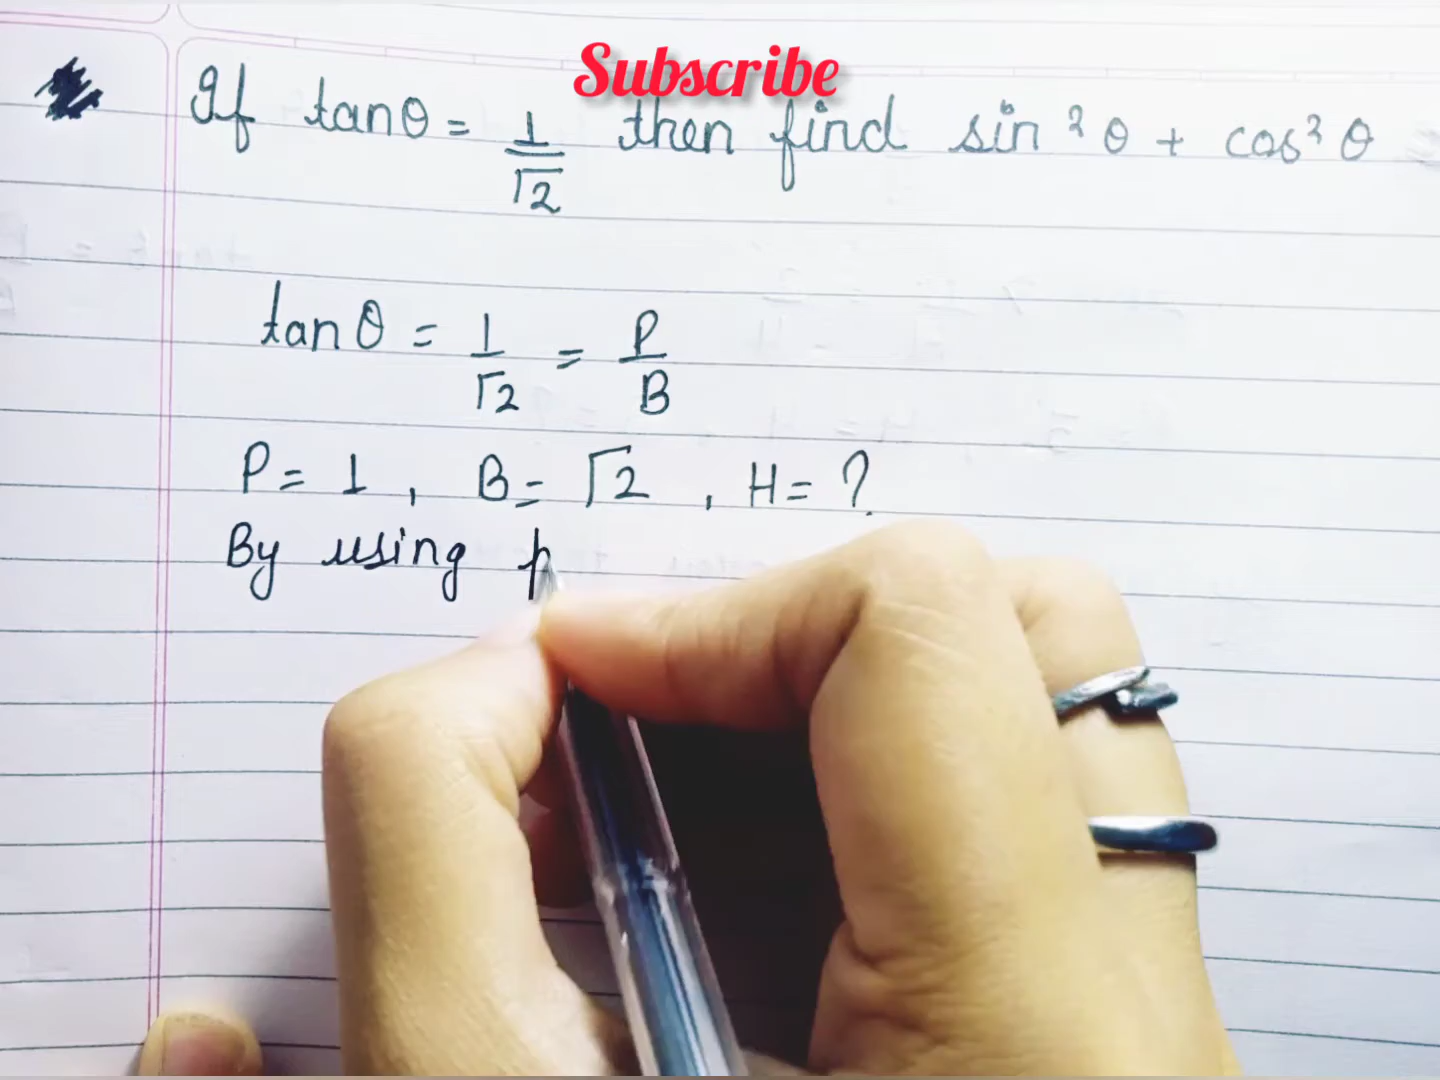 Subscribe
If tanθ = 1/√2 then find sin²θ + cos²θ
tanθ = 1/√2 = P/B
P = 1 , B = √2 , H = ?
By using p